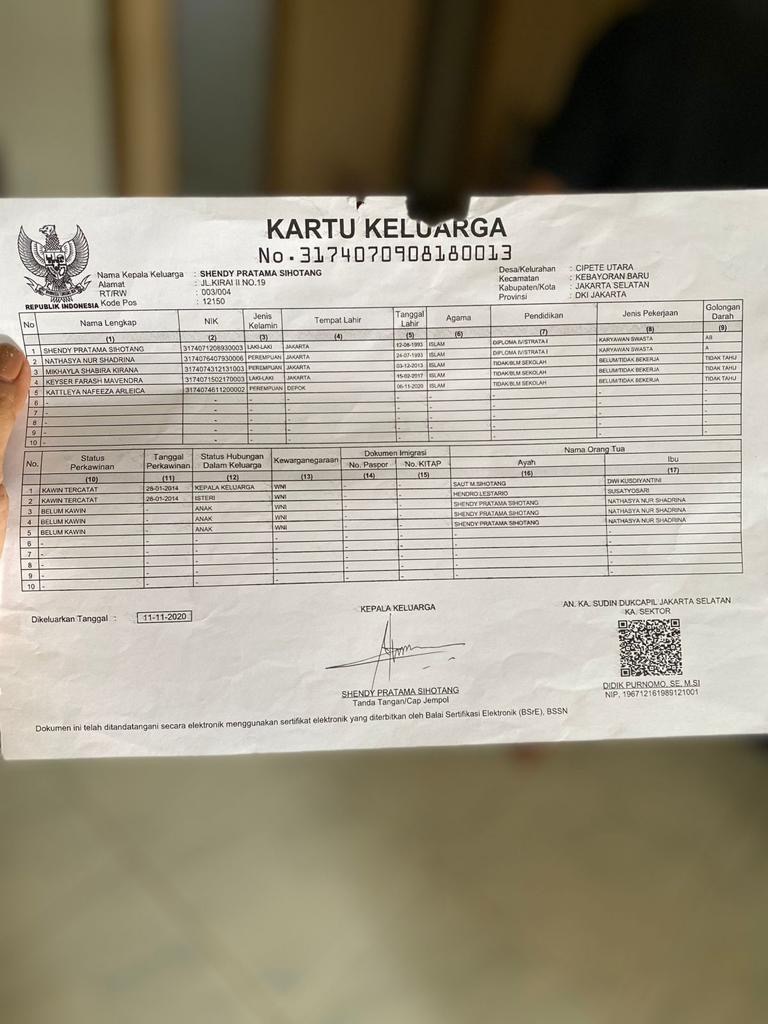 KARTU KELUARGA
No.3174070908180013
REPUBLIK INDONESIA
Nama Kepala Keluarga : SHENDY PRATAMA SIHOTANG
Alamat : JL.KIRAI II NO.19
RT/RW : 003/004
Kode Pos : 12150
Desa/Kelurahan : CIPETE UTARA
Kecamatan : KEBAYORAN BARU
Kabupaten/Kota : JAKARTA SELATAN
Provinsi : DKI JAKARTA
No Nama Lengkap NIK Jenis Kelamin Tempat Lahir Tanggal Lahir Agama Pendidikan Jenis Pekerjaan Golongan Darah
(1) (2) (3) (4) (5) (6) (7) (8) (9)
1 SHENDY PRATAMA SIHOTANG 3174071208930003 LAKI-LAKI JAKARTA 12-08-1993 ISLAM DIPLOMA IV/STRATA I KARYAWAN SWASTA AB
2 NATHASYA NUR SHADRINA 3174076407930006 PEREMPUAN JAKARTA 24-07-1993 ISLAM DIPLOMA IV/STRATA I KARYAWAN SWASTA A
3 MIKHAYLA SHABIRA KIRANA 3174074312131003 PEREMPUAN JAKARTA 03-12-2013 ISLAM TIDAK/BLM SEKOLAH BELUM/TIDAK BEKERJA TIDAK TAHU
4 KEYSER FARASH MAVENDRA 3174071502170003 LAKI-LAKI JAKARTA 15-02-2017 ISLAM TIDAK/BLM SEKOLAH BELUM/TIDAK BEKERJA TIDAK TAHU
5 KATTLEYA NAFEEZA ARLEICA 3174074611200002 PEREMPUAN DEPOK 06-11-2020 ISLAM TIDAK/BLM SEKOLAH BELUM/TIDAK BEKERJA TIDAK TAHU
6 - - - - - - - -
7 - - - - - - - -
8 - - - - - - - -
9 - - - - - - - -
10 - - - - - - - -
No. Status Perkawinan Tanggal Perkawinan Status Hubungan Dalam Keluarga Kewarganegaraan Dokumen Imigrasi Nama Orang Tua
No. Paspor No. KITAP Ayah Ibu
(10) (11) (12) (13) (14) (15) (16) (17)
1 KAWIN TERCATAT 26-01-2014 KEPALA KELUARGA WNI - - SAUT M.SIHOTANG DWI KUSDIYANTINI
2 KAWIN TERCATAT 26-01-2014 ISTERI WNI - - HENDRO LESTARIO SUSATYOSARI
3 BELUM KAWIN - ANAK WNI - - SHENDY PRATAMA SIHOTANG NATHASYA NUR SHADRINA
4 BELUM KAWIN - ANAK WNI - - SHENDY PRATAMA SIHOTANG NATHASYA NUR SHADRINA
5 BELUM KAWIN - ANAK WNI - - SHENDY PRATAMA SIHOTANG NATHASYA NUR SHADRINA
6 - - - - - - - -
7 - - - - - - - -
8 - - - - - - - -
9 - - - - - - - -
10 - - - - - - - -
Dikeluarkan Tanggal : 11-11-2020
KEPALA KELUARGA
SHENDY PRATAMA SIHOTANG
Tanda Tangan/Cap Jempol
AN. KA. SUDIN DUKCAPIL JAKARTA SELATAN
KA. SEKTOR
DIDIK PURNOMO, SE, M.SI
NIP. 196712161989121001
Dokumen ini telah ditandatangani secara elektronik menggunakan sertifikat elektronik yang diterbitkan oleh Balai Sertifikasi Elektronik (BSrE), BSSN